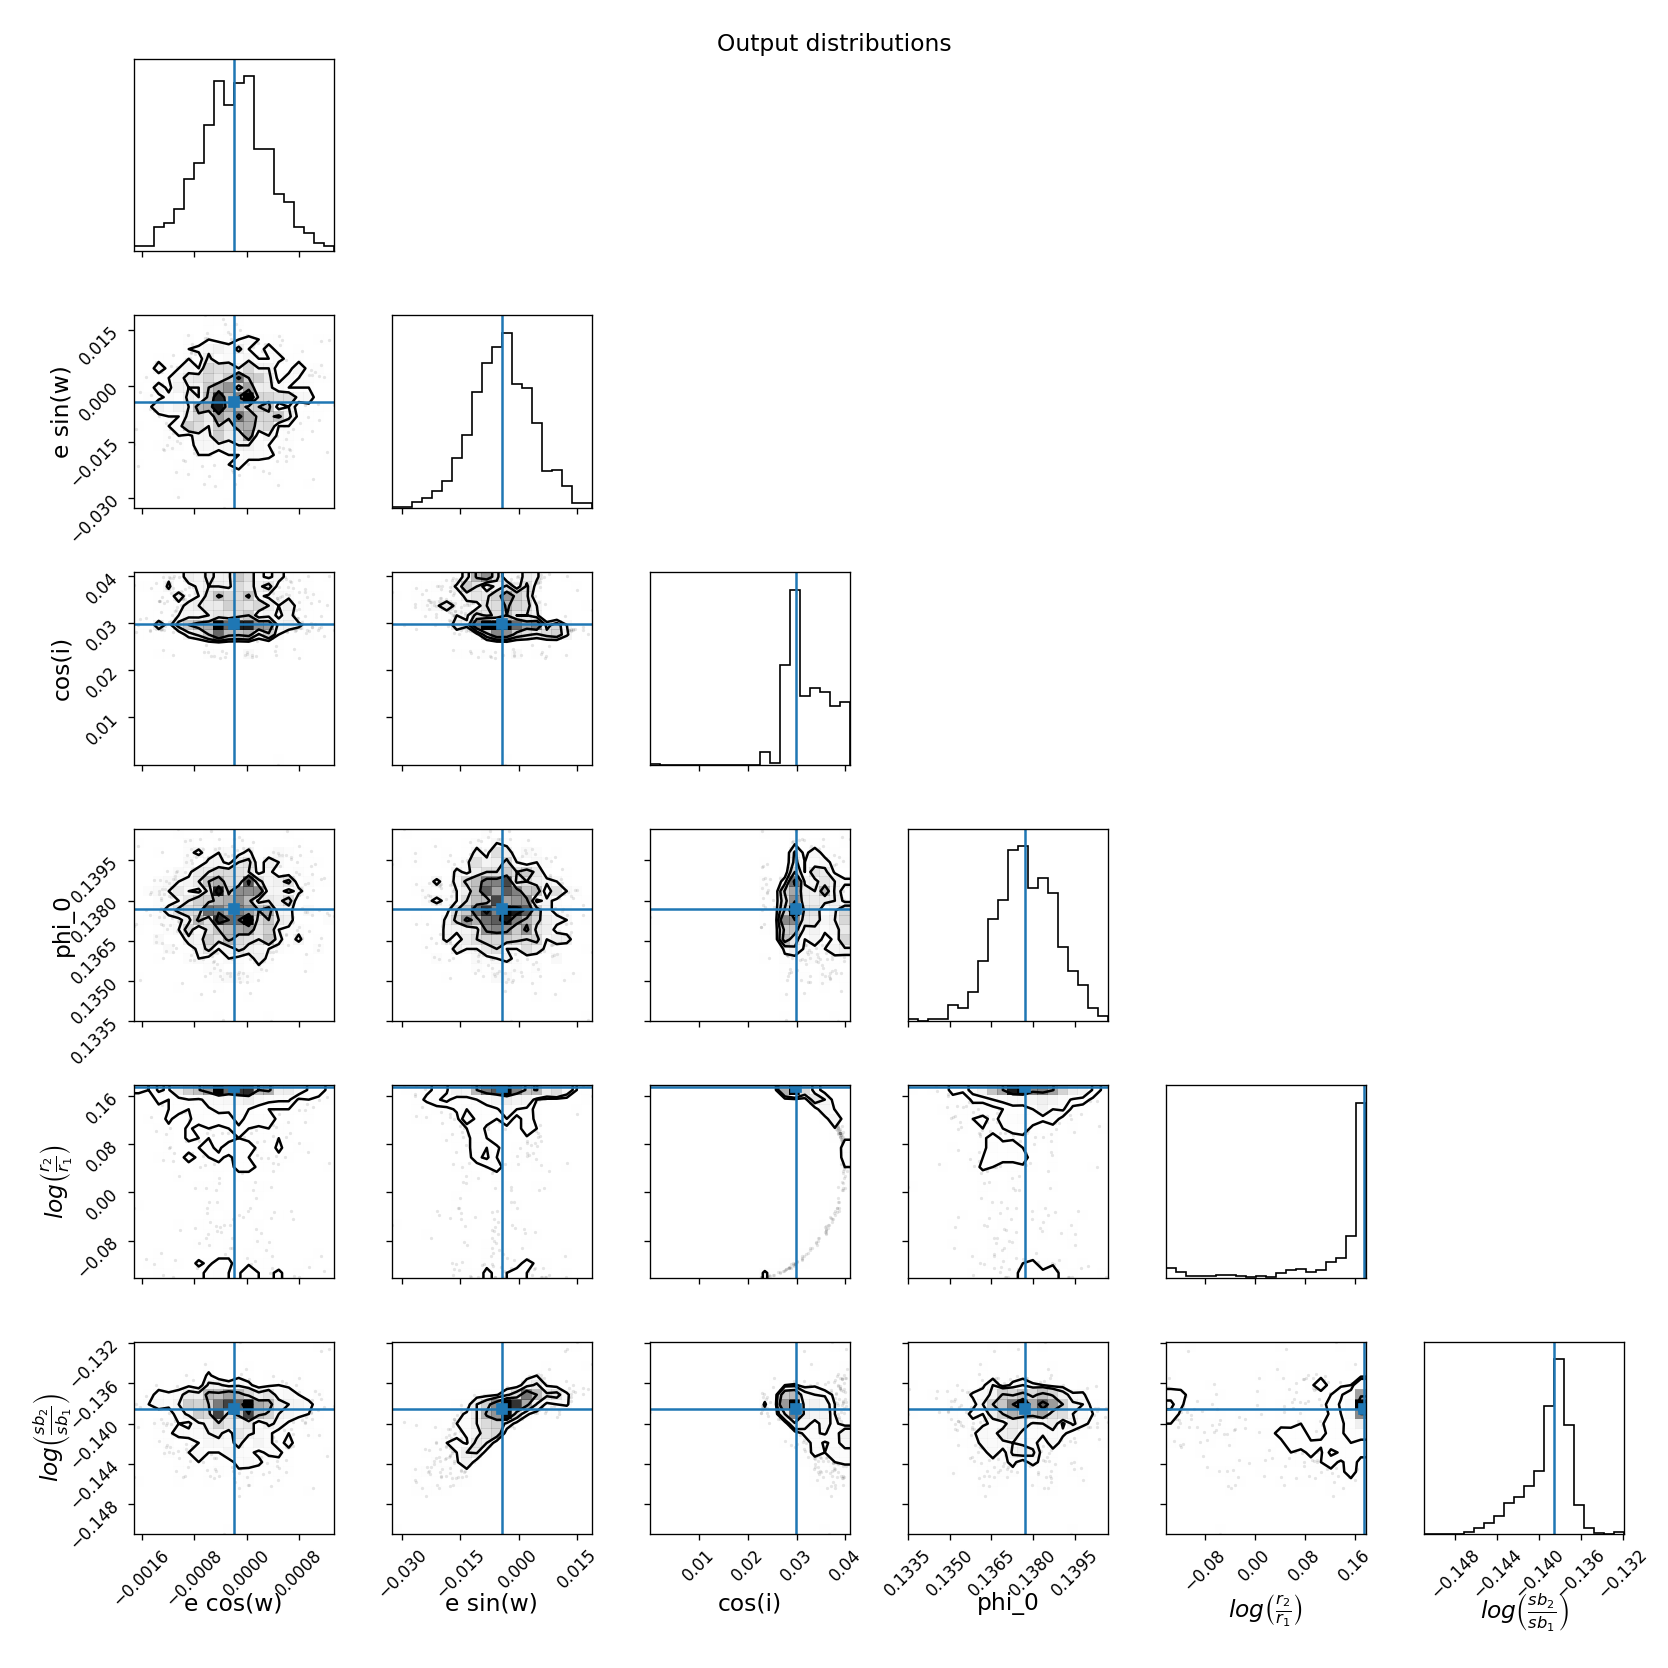 Output distributions
e sin(w)
0.015
0.000
−0.015
−0.030
cos(i)
0.04
0.03
0.02
0.01
phi_0
0.1395
0.1380
0.1365
0.1350
0.1335
log(r₂/r₁)
0.16
0.08
0.00
−0.08
log(sb₂/sb₁)
−0.132
−0.136
−0.140
−0.144
−0.148
−0.0016 −0.0008 0.0000 0.0008
−0.030 −0.015 0.000 0.015
0.01 0.02 0.03 0.04
0.1335 0.1350 0.1365 0.1380 0.1395
−0.08 0.00 0.08 0.16
−0.148 −0.144 −0.140 −0.136 −0.132
e cos(w) e sin(w) cos(i) phi_0 log(r₂/r₁) log(sb₂/sb₁)